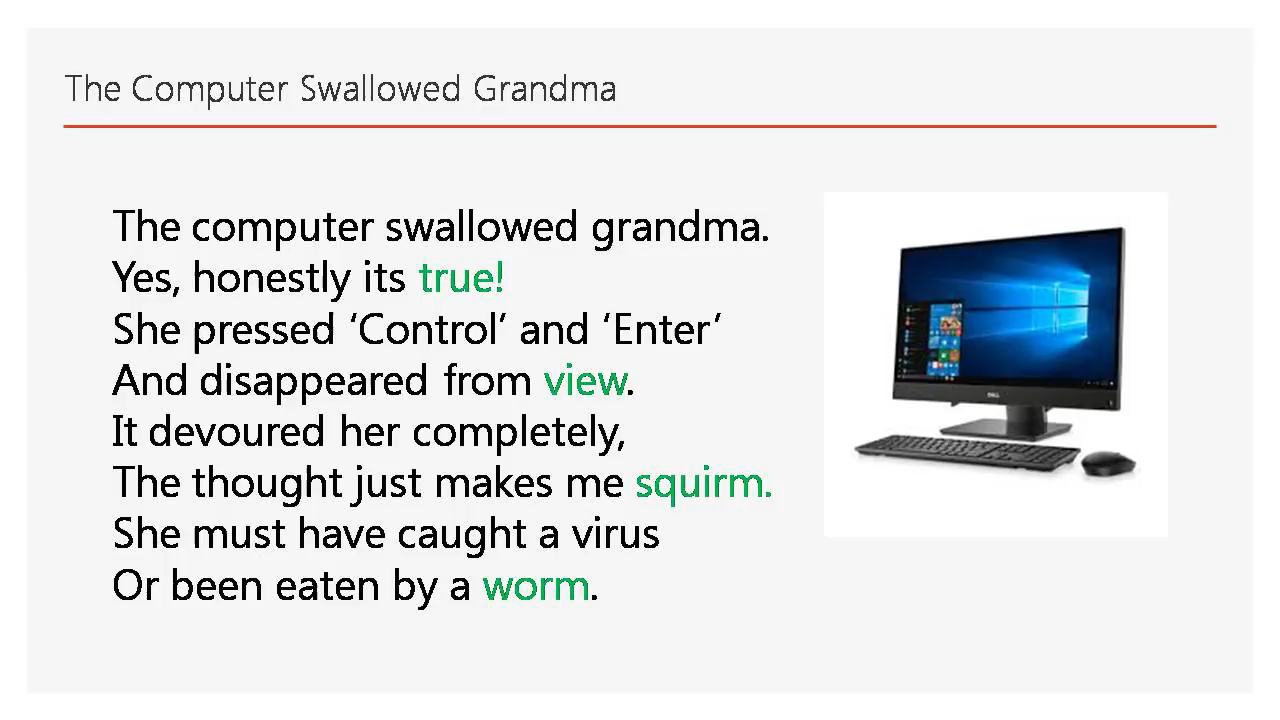 The Computer Swallowed Grandma
The computer swallowed grandma.
Yes, honestly its true!
She pressed ‘Control’ and ‘Enter’
And disappeared from view.
It devoured her completely,
The thought just makes me squirm.
She must have caught a virus
Or been eaten by a worm.
DELL